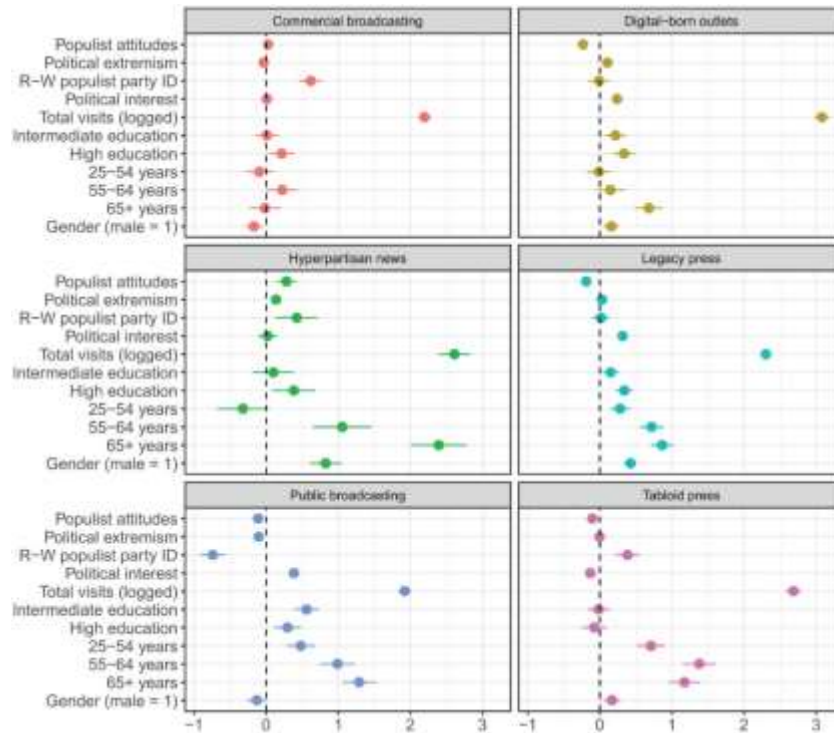 Commercial broadcasting
Digital-born outlets
Populist attitudes
Political extremism
R-W populist party ID
Political interest
Total visits (logged)
Intermediate education
High education
25-54 years
55-64 years
65+ years
Gender (male = 1)
Hyperpartisan news
Legacy press
Populist attitudes
Political extremism
R-W populist party ID
Political interest
Total visits (logged)
Intermediate education
High education
25-54 years
55-64 years
65+ years
Gender (male = 1)
Public broadcasting
Tabloid press
Populist attitudes
Political extremism
R-W populist party ID
Political interest
Total visits (logged)
Intermediate education
High education
25-54 years
55-64 years
65+ years
Gender (male = 1)
-1 0 1 2 3 -1 0 1 2 3